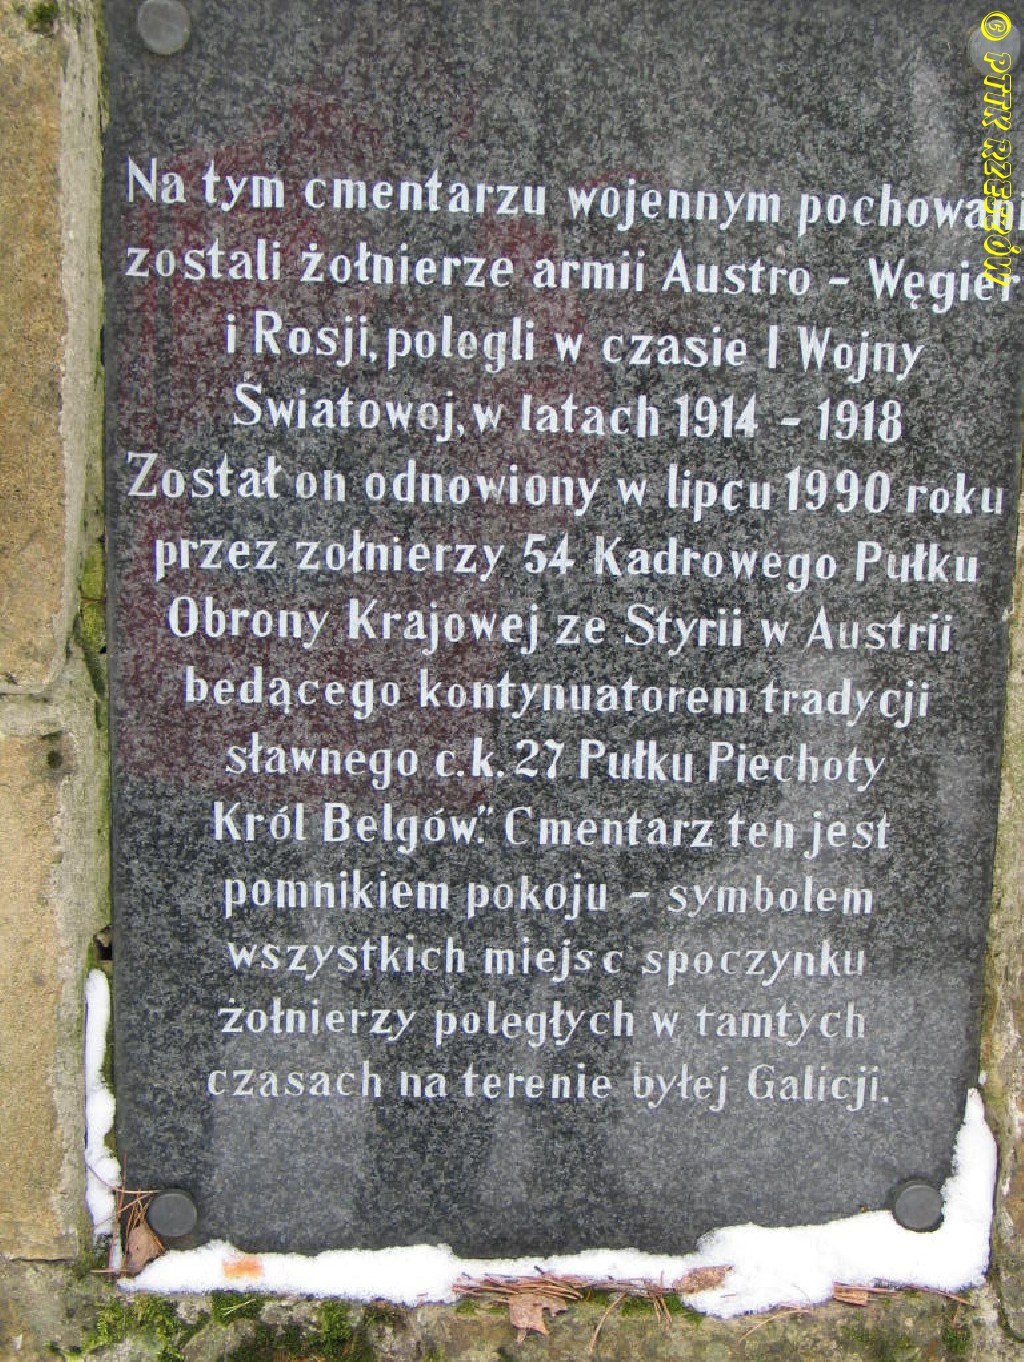 Na tym cmentarzu wojennym pochowani
zostali żołnierze armii Austro - Węgier
i Rosji, polegli w czasie I Wojny
Światowej, w latach 1914 - 1918
Został on odnowiony w lipcu 1990 roku
przez zołnierzy 54 Kadrowego Pułku
Obrony Krajowej ze Styrii w Austrii
bedącego kontynuatorem tradycji
sławnego c.k. 27 Pułku Piechoty
Król Belgów." Cmentarz ten jest
pomnikiem pokoju - symbolem
wszystkich miejsc spoczynku
żołnierzy poległych w tamtych
czasach na terenie byłej Galicji.
© PTTK RZESZÓW